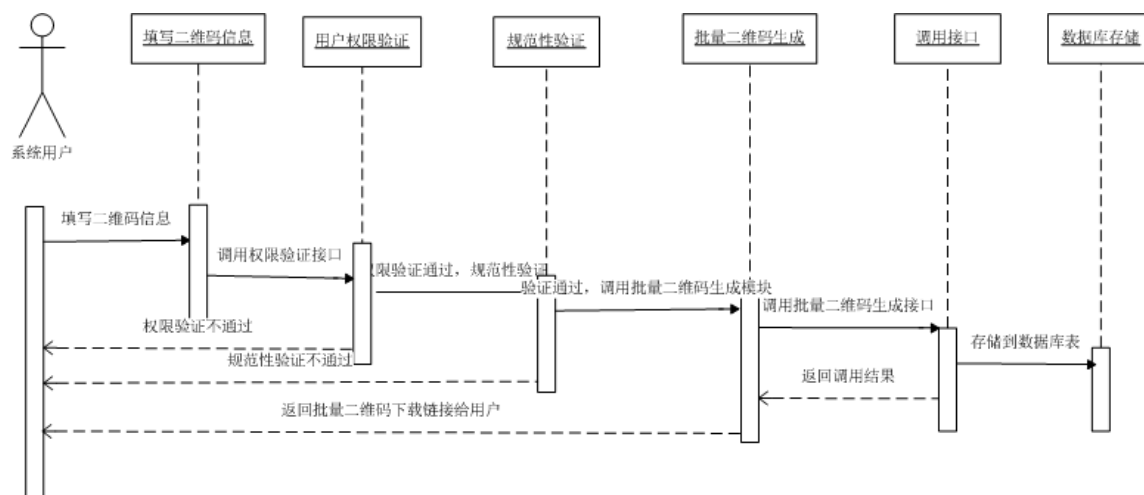 填写二维码信息
用户权限验证
规范性验证
批量二维码生成
调用接口
数据库存储
系统用户
填写二维码信息
调用权限验证接口
权限验证通过，规范性验证
验证通过，调用批量二维码生成模块
调用批量二维码生成接口
权限验证不通过
规范性验证不通过
存储到数据库表
返回调用结果
返回批量二维码下载链接给用户